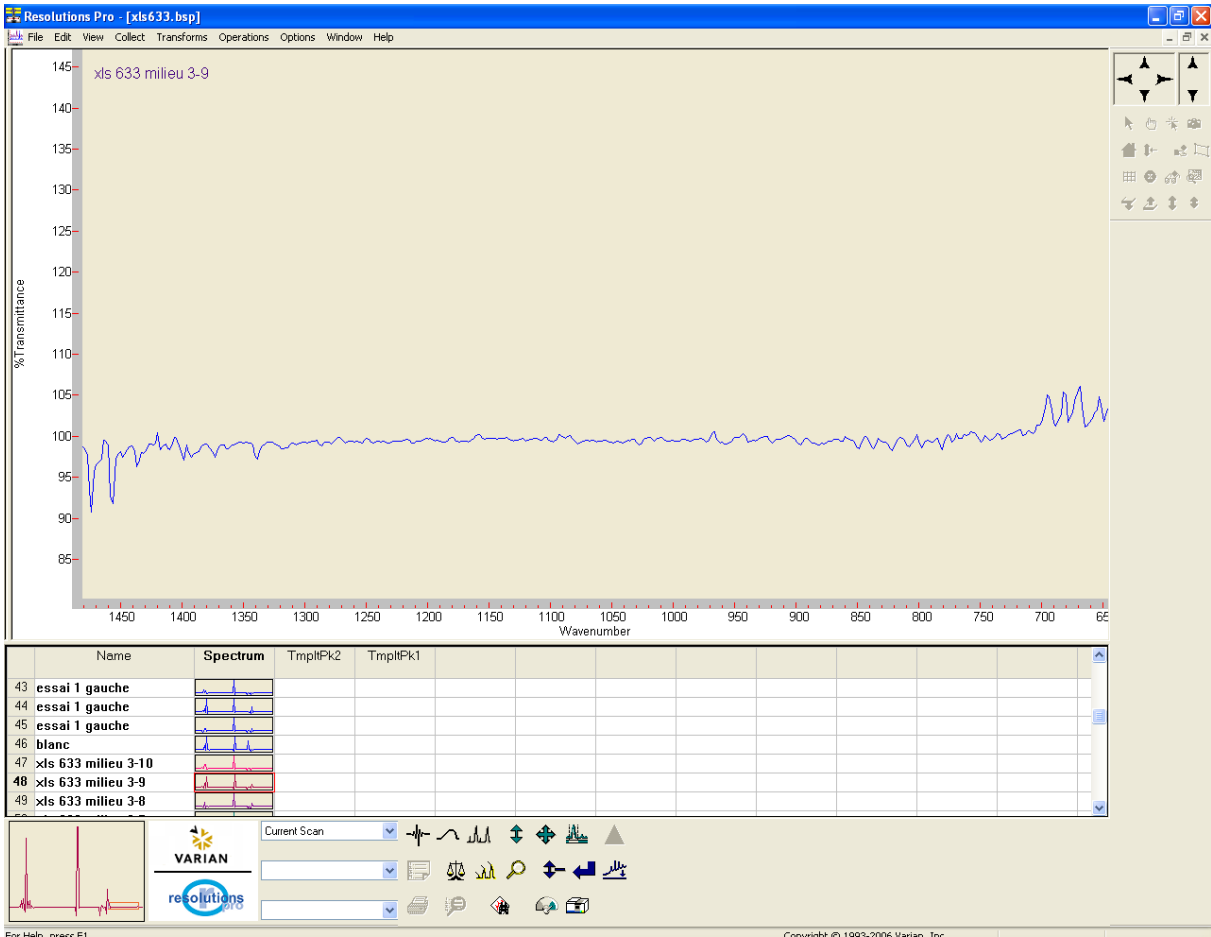 Resolutions Pro - [xls633.bsp]
File Edit View Collect Transforms Operations Options Window Help
xls 633 milieu 3-9
145
140
135
130
125
120
115
110
105
100
95
90
85
%Transmittance
1450 1400 1350 1300 1250 1200 1150 1100 1050 1000 950 900 850 800 750 700 65
Wavenumber
Name Spectrum TmpltPk2 TmpltPk1
43 essai 1 gauche
44 essai 1 gauche
45 essai 1 gauche
46 blanc
47 xls 633 milieu 3-10
48 xls 633 milieu 3-9
49 xls 633 milieu 3-8
Current Scan
VARIAN
resolutions
pro
For Help, press F1
Copyright © 1993-2006 Varian, Inc.